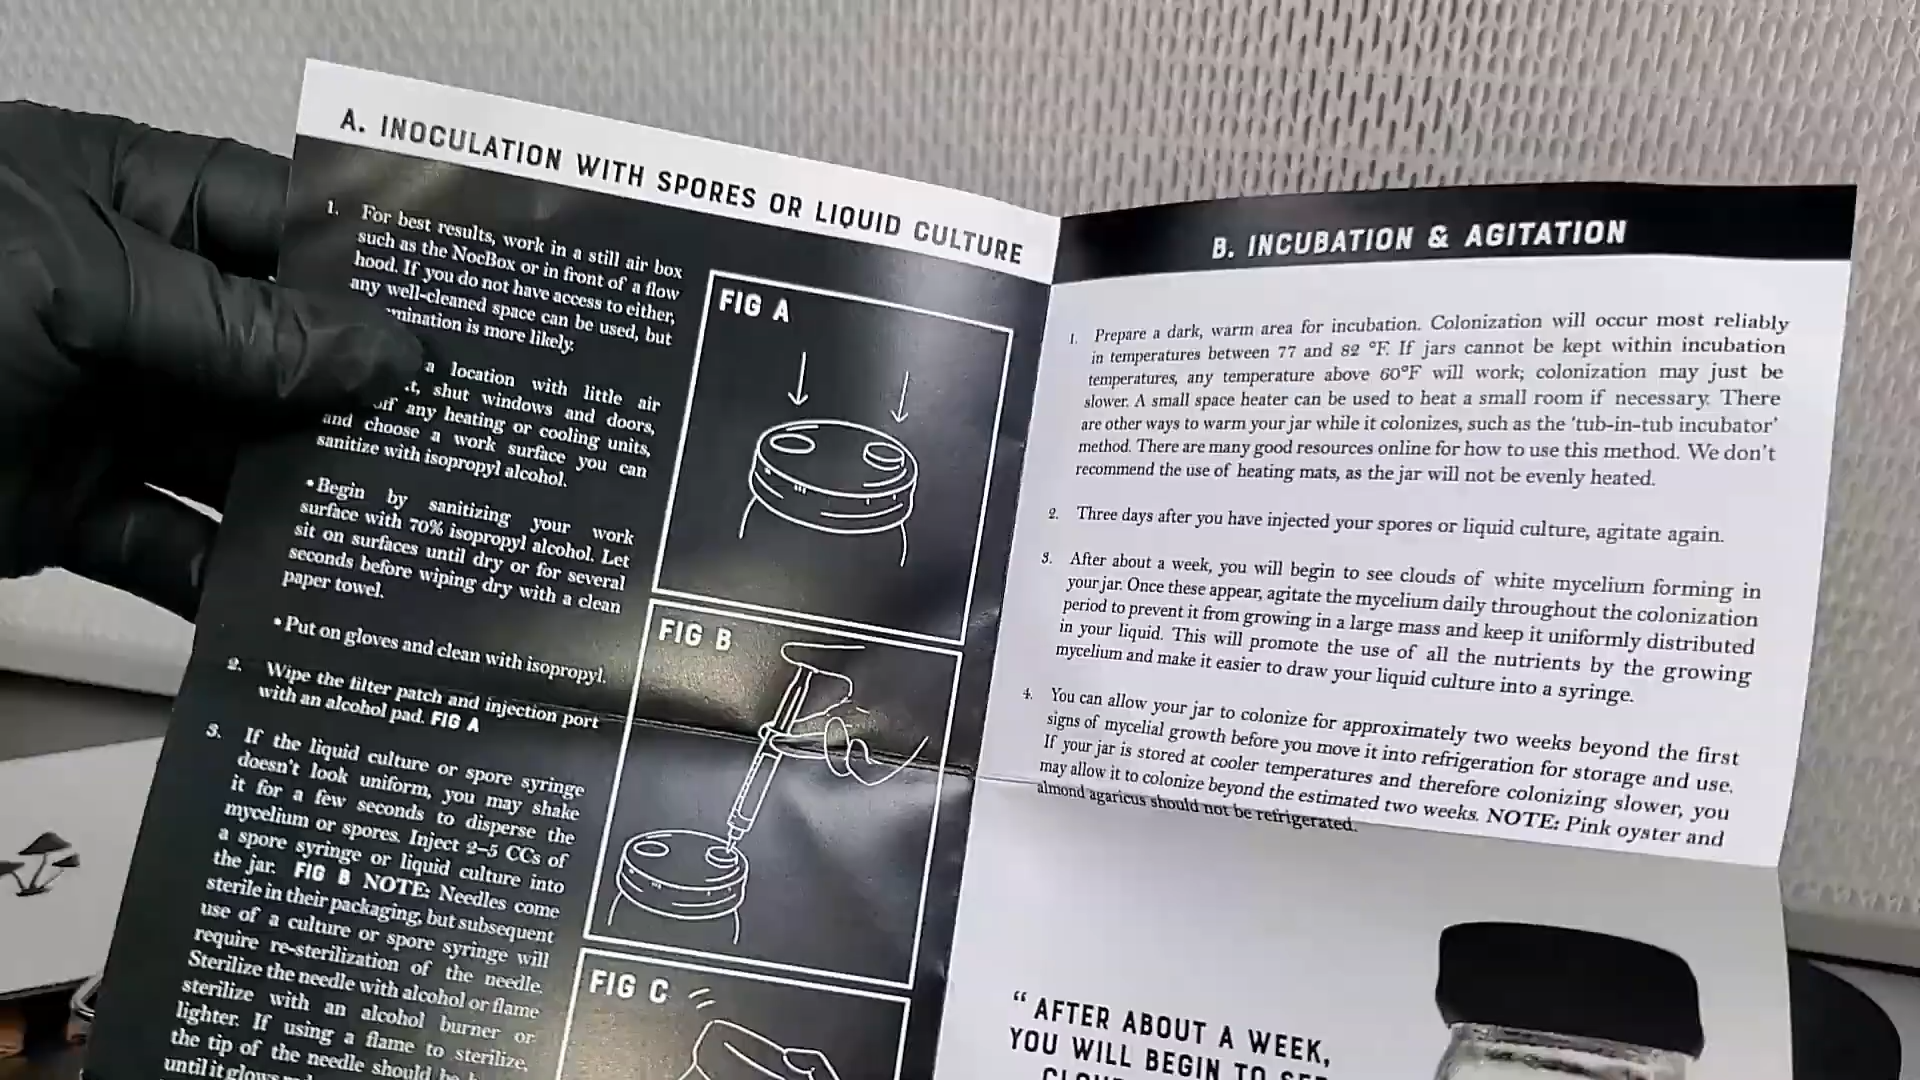 A. INOCULATION WITH SPORES OR LIQUID CULTURE
1. For best results, work in a still air box
such as the NocBox or in front of a flow
hood. If you do not have access to either,
any well-cleaned space can be used, but
is more likely.
a location with little air
shut windows and doors,
any heating or cooling units,
and choose a work surface you can
sanitize with isopropyl alcohol.
•Begin by sanitizing your work
surface with 70% isopropyl alcohol. Let
sit on surfaces until dry or for several
seconds before wiping dry with a clean
paper towel.
•Put on gloves and clean with isopropyl.
2. Wipe the filter patch and injection port
with an alcohol pad. FIG A
3. If the liquid culture or spore syringe
doesn't look uniform, you may shake
it for a few seconds to disperse the
mycelium or spores. Inject 2–5 CCs of
a spore syringe or liquid culture into
the jar. FIG B NOTE: Needles come
sterile in their packaging, but subsequent
use of a culture or spore syringe will
require re-sterilization of the needle.
Sterilize the needle with alcohol or flame
sterilize with an alcohol burner or
lighter. If using a flame to sterilize,
the tip of the needle should be
until it glows
FIG A
FIG B
FIG C
B. INCUBATION & AGITATION
1. Prepare a dark, warm area for incubation. Colonization will occur most reliably
in temperatures between 77 and 82 °F. If jars cannot be kept within incubation
temperatures, any temperature above 60°F will work; colonization may just be
slower. A small space heater can be used to heat a small room if necessary. There
are other ways to warm your jar while it colonizes, such as the 'tub-in-tub incubator'
method. There are many good resources online for how to use this method. We don't
recommend the use of heating mats, as the jar will not be evenly heated.
2. Three days after you have injected your spores or liquid culture, agitate again.
3. After about a week, you will begin to see clouds of white mycelium forming in
your jar. Once these appear, agitate the mycelium daily throughout the colonization
period to prevent it from growing in a large mass and keep it uniformly distributed
in your liquid. This will promote the use of all the nutrients by the growing
mycelium and make it easier to draw your liquid culture into a syringe.
4. You can allow your jar to colonize for approximately two weeks beyond the first
signs of mycelial growth before you move it into refrigeration for storage and use.
If your jar is stored at cooler temperatures and therefore colonizing slower, you
may allow it to colonize beyond the estimated two weeks. NOTE: Pink oyster and
almond agaricus should not be refrigerated.
“AFTER ABOUT A WEEK,
YOU WILL BEGIN TO SEE